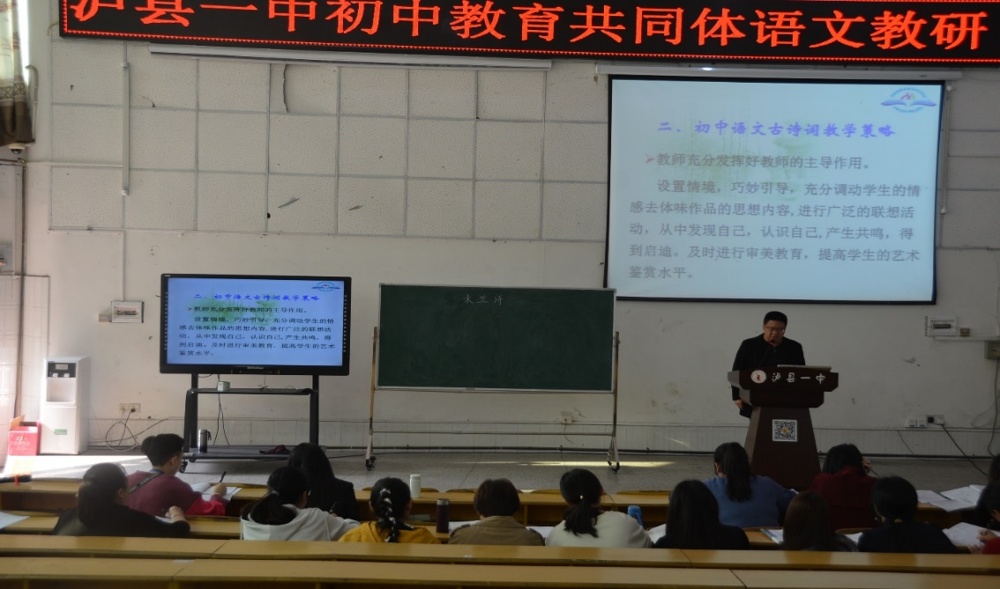 泸县一中初中教育共同体语文教研
二、初中语文古诗词教学策略
➢教师充分发挥好教师的主导作用。
设置情境，巧妙引导，充分调动学生的情
感去体味作品的思想内容,进行广泛的联想活
动，从中发现自己，认识自己,产生共鸣，得
到启迪。及时进行审美教育，提高学生的艺术
鉴赏水平。
二、初中语文古诗词教学策略
➢教师充分发挥好教师的主导作用。
设置情境，巧妙引导，充分调动学生的情
感去体味作品的思想内容,进行广泛的联想活
动，从中发现自己，认识自己,产生共鸣，得
到启迪。及时进行审美教育，提高学生的艺术
鉴赏水平。
木兰诗
泸县一中